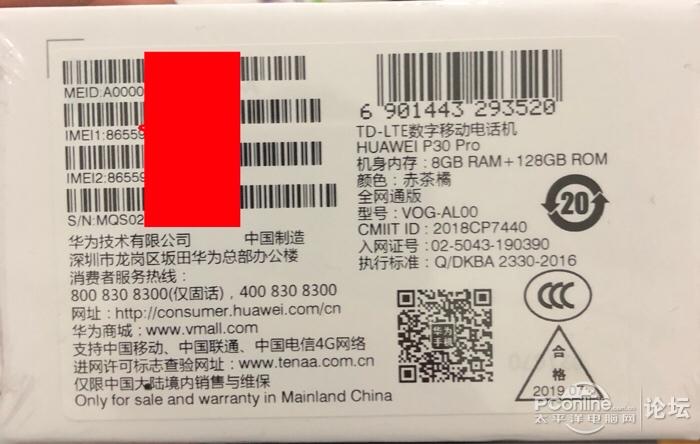 MEID:A0000
IMEI1:86559
IMEI2:86559
S/N:MQS02
华为技术有限公司 中国制造
深圳市龙岗区坂田华为总部办公楼
消费者服务热线:
800 830 8300(仅固话)，400 830 8300
网址: http://consumer.huawei.com/cn
华为商城: www.vmall.com
支持中国移动、中国联通、中国电信4G网络
进网许可标志查验网址: www.tenaa.com.cn
仅限中国大陆境内销售与维保
Only for sale and warranty in Mainland China
6 901443 293520
TD-LTE数字移动电话机
HUAWEI P30 Pro
机身内存: 8GB RAM+128GB ROM
颜色: 赤茶橘
全网通版
型号: VOG-AL00
CMIIT ID: 2018CP7440
入网证号: 02-5043-190390
执行标准: Q/DKBA 2330-2016
20
CCC
华为
手机
合格
2019
PConline
.com.cn
太平洋电脑网
论坛